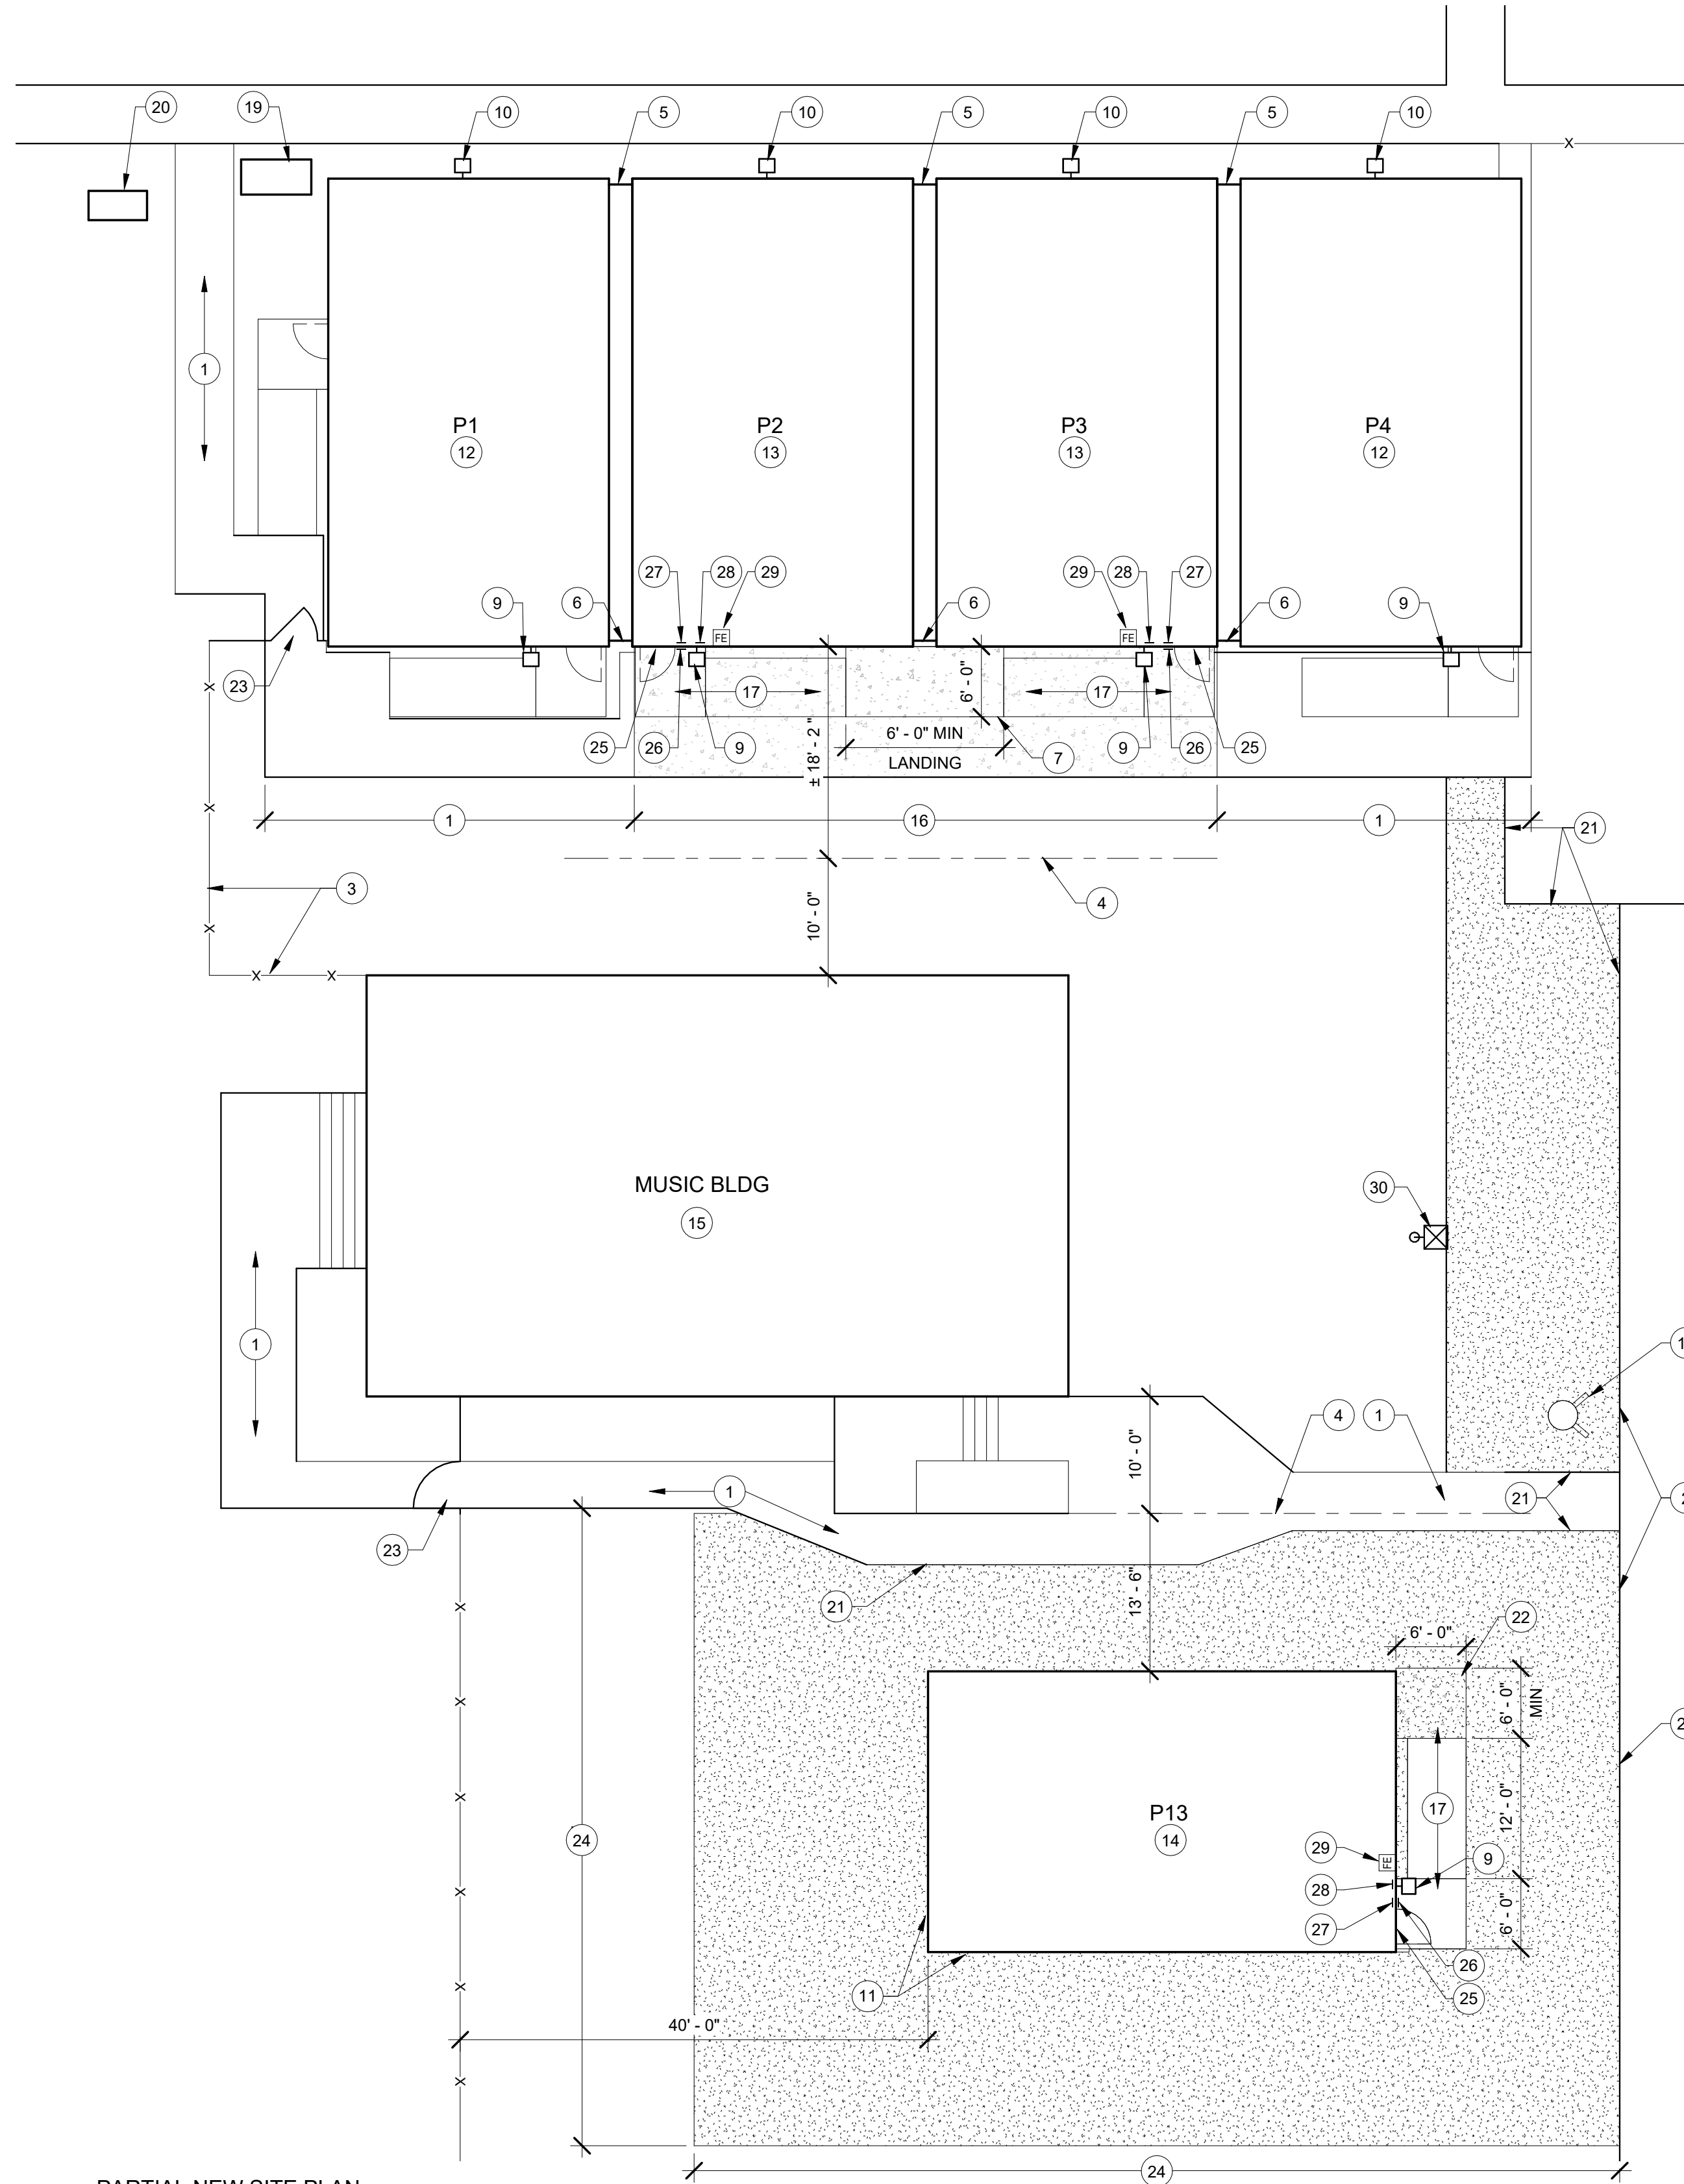 20 19 10 5 10 5 10 5 10
X
1
P1 P2 P3 P4
12 13 13 12
27 28 29 29 28 27
9 6 6 6 9
FE FE
23
X
17 6' - 0" 17
25 26 9 6' - 0" MIN 7 9 26 25
LANDING
± 18' - 2 "
X
1 16 1 21
3
4
10' - 0"
X
X X
MUSIC BLDG
15
30
1
4 1
10' - 0"
1 21
23
13' - 6"
21
X
22
6' - 0"
6' - 0"
MIN
X
X
P13
14
17 12' - 0"
24
29 FE 9
28
X
27 6' - 0"
26
11 25
X
40' - 0"
X
24
PARTIAL NEW SITE PLAN